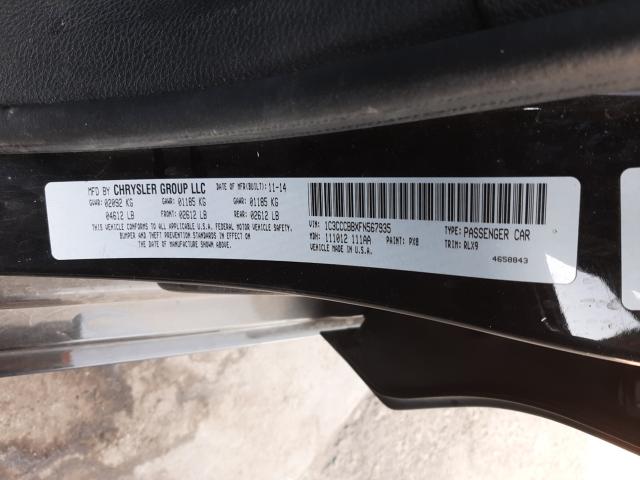 MFD BY CHRYSLER GROUP LLC DATE OF MFR(BUILT): 11-14
GVWR: 02092 KG GAWR: 01185 KG GAWR: 01185 KG
04612 LB FRONT: 02612 LB REAR: 02612 LB
THIS VEHICLE CONFORMS TO ALL APPLICABLE U.S.A. FEDERAL MOTOR VEHICLE SAFETY,
BUMPER AND THEFT PREVENTION STANDARDS IN EFFECT ON
THE DATE OF MANUFACTURE SHOWN ABOVE.
VIN: 1C3CCCBBXFN567935 TYPE: PASSENGER CAR
MDH: 111012 111AA PAINT: PX8 TRIM: RLX9
MADE IN U.S.A.
4658843